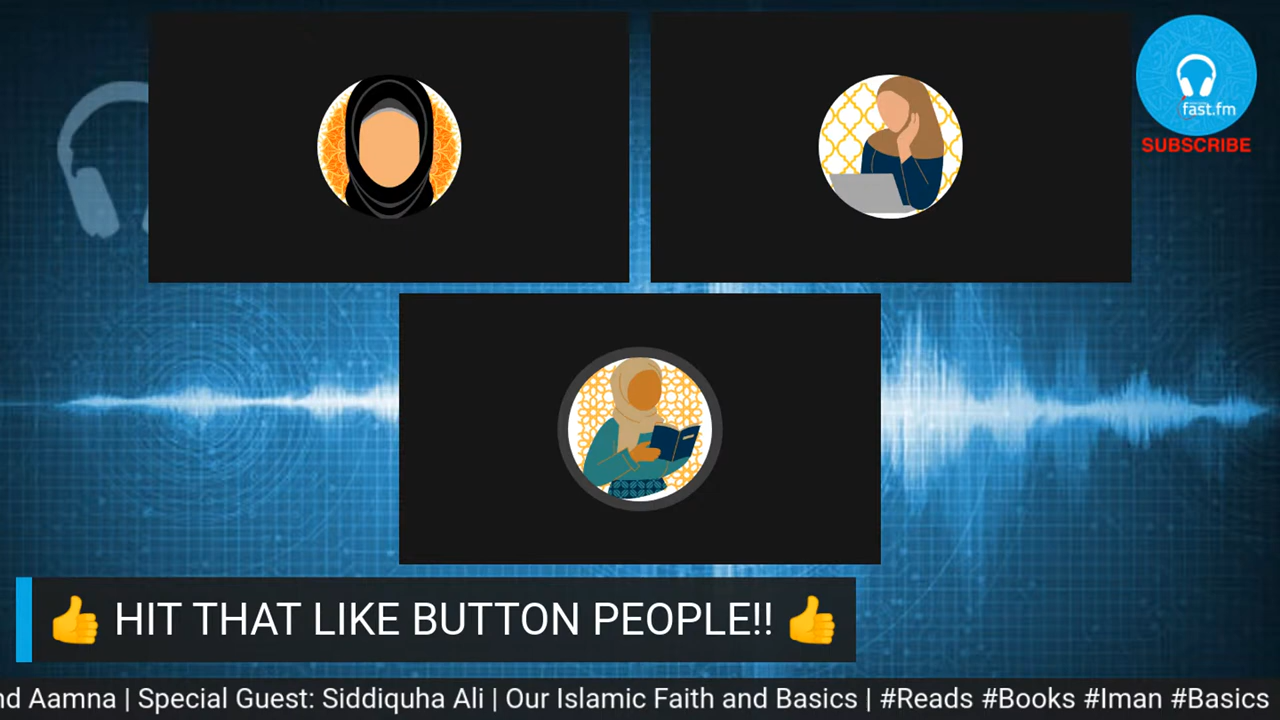 fast.fm
SUBSCRIBE
👍 HIT THAT LIKE BUTTON PEOPLE!! 👍
nd Aamna | Special Guest: Siddiquha Ali | Our Islamic Faith and Basics | #Reads #Books #Iman #Basics